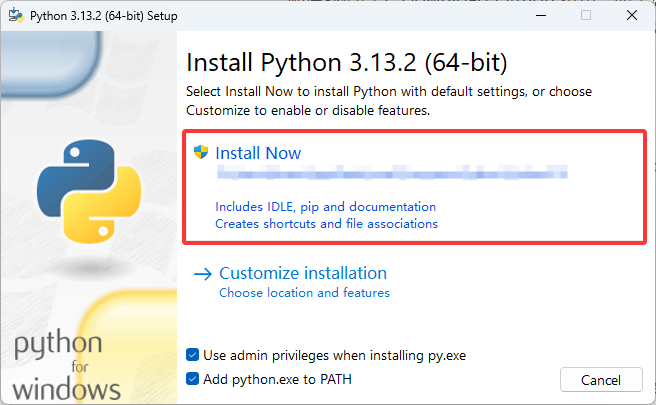 Python 3.13.2 (64-bit) Setup
Install Python 3.13.2 (64-bit)
Select Install Now to install Python with default settings, or choose
Customize to enable or disable features.
Install Now
Includes IDLE, pip and documentation
Creates shortcuts and file associations
Customize installation
Choose location and features
Use admin privileges when installing py.exe
Add python.exe to PATH
Cancel
python
for
windows